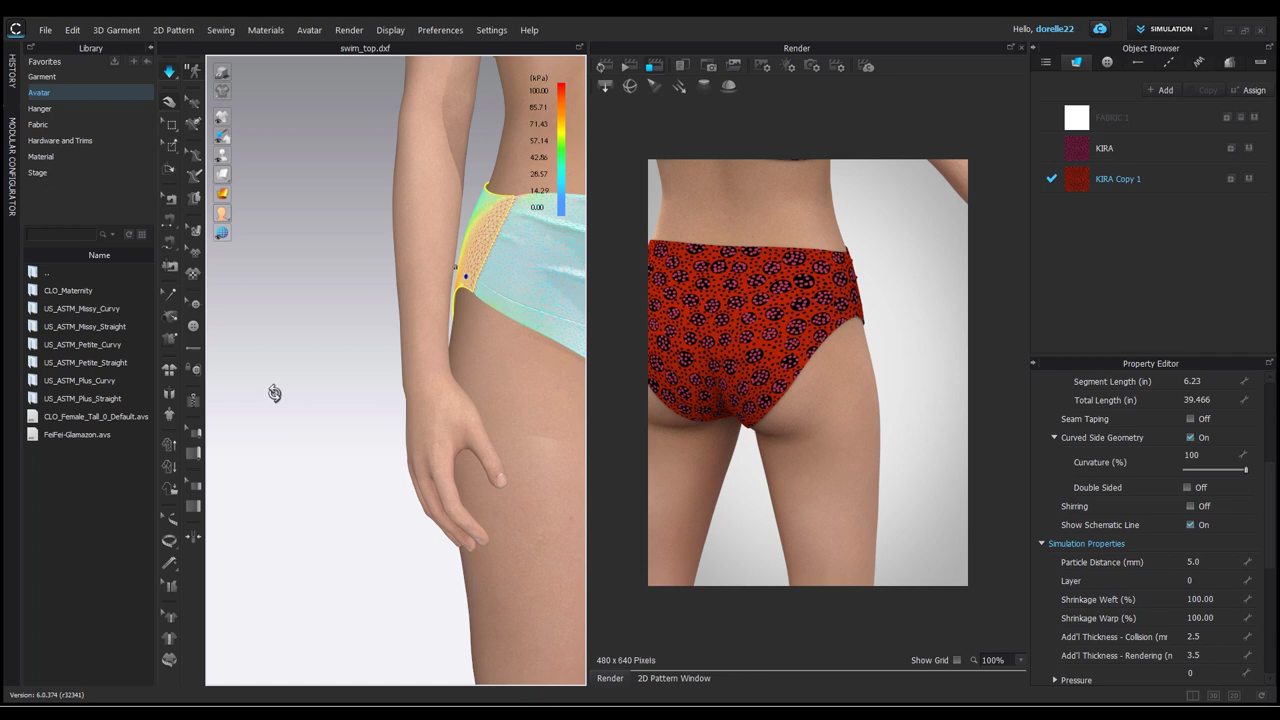 File Edit 3D Garment 2D Pattern Sewing Materials Avatar Render Display Preferences Settings Help
Hello, dorelle22
SIMULATION
Library
swim_top.dxf
Render
Object Browser
HISTORY
MODULAR CONFIGURATOR
Favorites
Garment
Avatar
Hanger
Fabric
Hardware and Trims
Material
Stage
Name
..
CLO_Maternity
US_ASTM_Missy_Curvy
US_ASTM_Missy_Straight
US_ASTM_Petite_Curvy
US_ASTM_Petite_Straight
US_ASTM_Plus_Curvy
US_ASTM_Plus_Straight
CLO_Female_Tall_0_Default.avs
FeiFei-Glamazon.avs
(kPa)
100.00
85.71
71.43
57.14
42.86
28.57
14.29
0.00
480 x 640 Pixels
Show Grid
100%
Render
2D Pattern Window
Add
Copy
Assign
FABRIC 1
KIRA
KIRA Copy 1
Property Editor
Segment Length (in) 6.23
Total Length (in) 39.466
Seam Taping Off
Curved Side Geometry On
Curvature (%) 100
Double Sided Off
Shirring Off
Show Schematic Line On
Simulation Properties
Particle Distance (mm) 5.0
Layer 0
Shrinkage Weft (%) 100.00
Shrinkage Warp (%) 100.00
Add'l Thickness - Collision (mr 2.5
Add'l Thickness - Rendering (n 3.5
Pressure 0
Version: 6.0.374 (r32341)
3D
2D